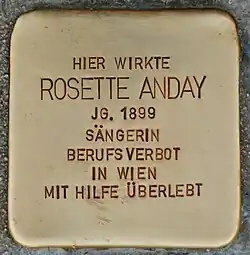 HIER WIRKTE
ROSETTE ANDAY
JG. 1899
SÄNGERIN
BERUFSVERBOT
IN WIEN
MIT HILFE ÜBERLEBT